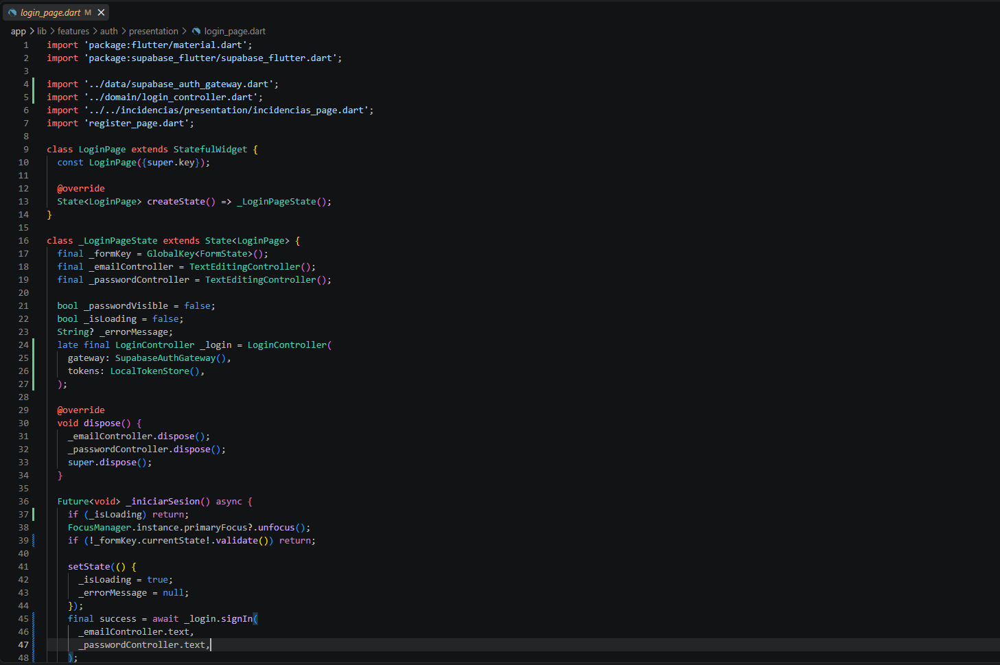 login_page.dart M ×
app > lib > features > auth > presentation > login_page.dart
1 import 'package:flutter/material.dart';
2 import 'package:supabase_flutter/supabase_flutter.dart';
3
4 import '../data/supabase_auth_gateway.dart';
5 import '../domain/login_controller.dart';
6 import '../../incidencias/presentation/incidencias_page.dart';
7 import 'register_page.dart';
8
9 class LoginPage extends StatefulWidget {
10   const LoginPage({super.key});
11
12   @override
13   State<LoginPage> createState() => _LoginPageState();
14 }
15
16 class _LoginPageState extends State<LoginPage> {
17   final _formKey = GlobalKey<FormState>();
18   final _emailController = TextEditingController();
19   final _passwordController = TextEditingController();
20
21   bool _passwordVisible = false;
22   bool _isLoading = false;
23   String? _errorMessage;
24   late final LoginController _login = LoginController(
25     gateway: SupabaseAuthGateway(),
26     tokens: LocalTokenStore(),
27   );
28
29   @override
30   void dispose() {
31     _emailController.dispose();
32     _passwordController.dispose();
33     super.dispose();
34   }
35
36   Future<void> _iniciarSesion() async {
37     if (_isLoading) return;
38     FocusManager.instance.primaryFocus?.unfocus();
39     if (!_formKey.currentState!.validate()) return;
40
41     setState(() {
42       _isLoading = true;
43       _errorMessage = null;
44     });
45     final success = await _login.signIn(
46       _emailController.text,
47       _passwordController.text,
48     );